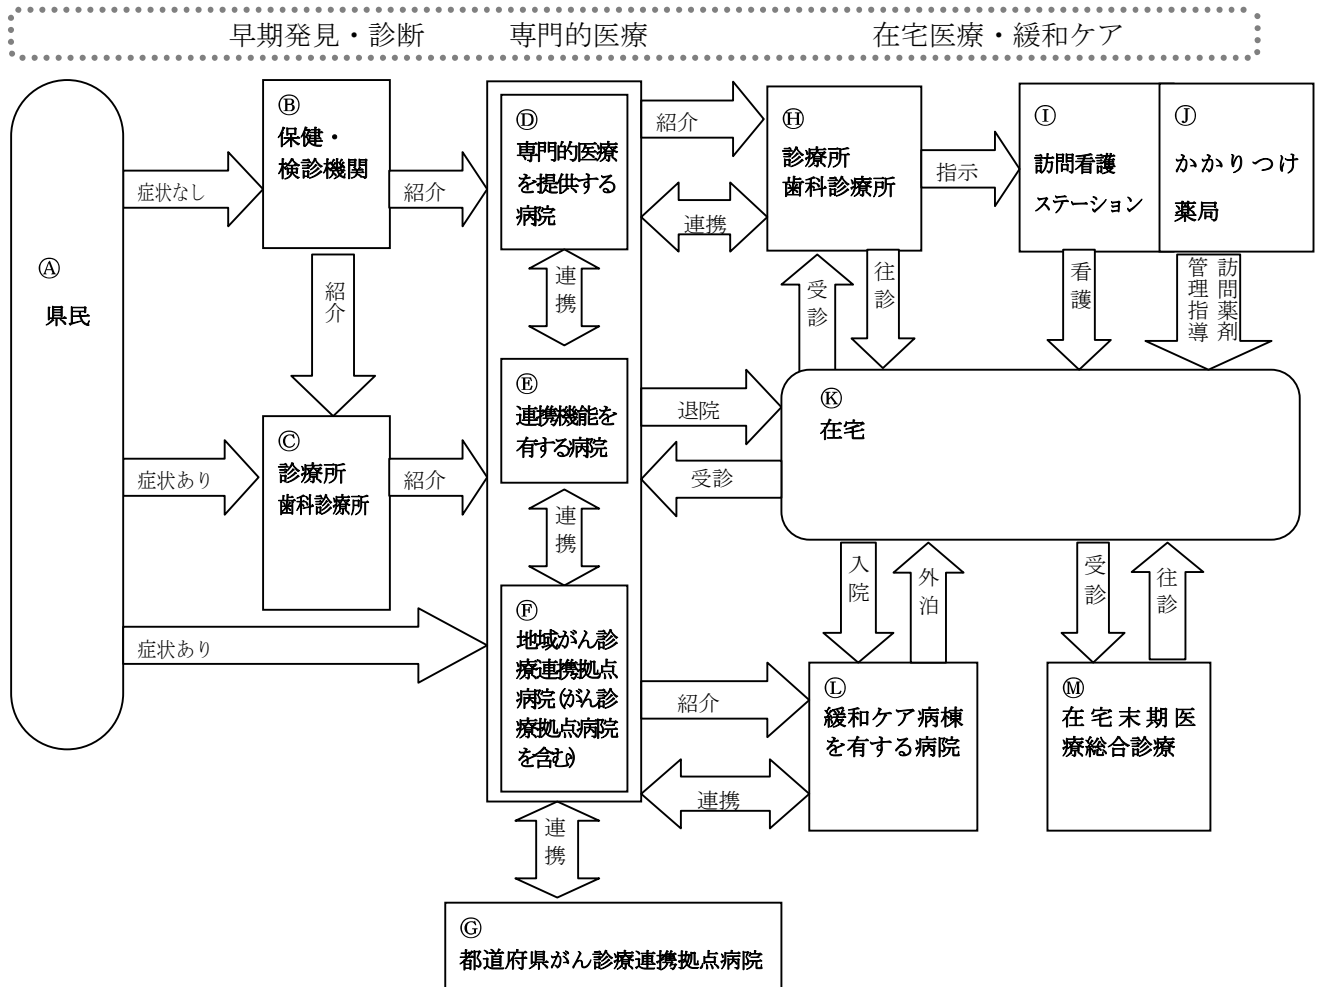 早期発見・診断
専門的医療
在宅医療・緩和ケア
Ⓐ
県民
症状なし
症状あり
症状あり
Ⓑ
保健・
検診機関
紹介
紹介
Ⓒ
診療所
歯科診療所
紹介
Ⓓ
専門的医療
を提供する
病院
連携
Ⓔ
連携機能を
有する病院
連携
Ⓕ
地域がん診
療連携拠点
病院(がん診
療拠点病院
を含む)
連携
Ⓖ
都道府県がん診療連携拠点病院
紹介
連携
退院
受診
紹介
連携
Ⓗ
診療所
歯科診療所
指示
受診
往診
Ⓘ
訪問看護
ステーション
看護
Ⓙ
かかりつけ
薬局
訪問薬剤
管理指導
Ⓚ
在宅
入院
外泊
受診
往診
Ⓛ
緩和ケア病棟
を有する病院
Ⓜ
在宅末期医
療総合診療